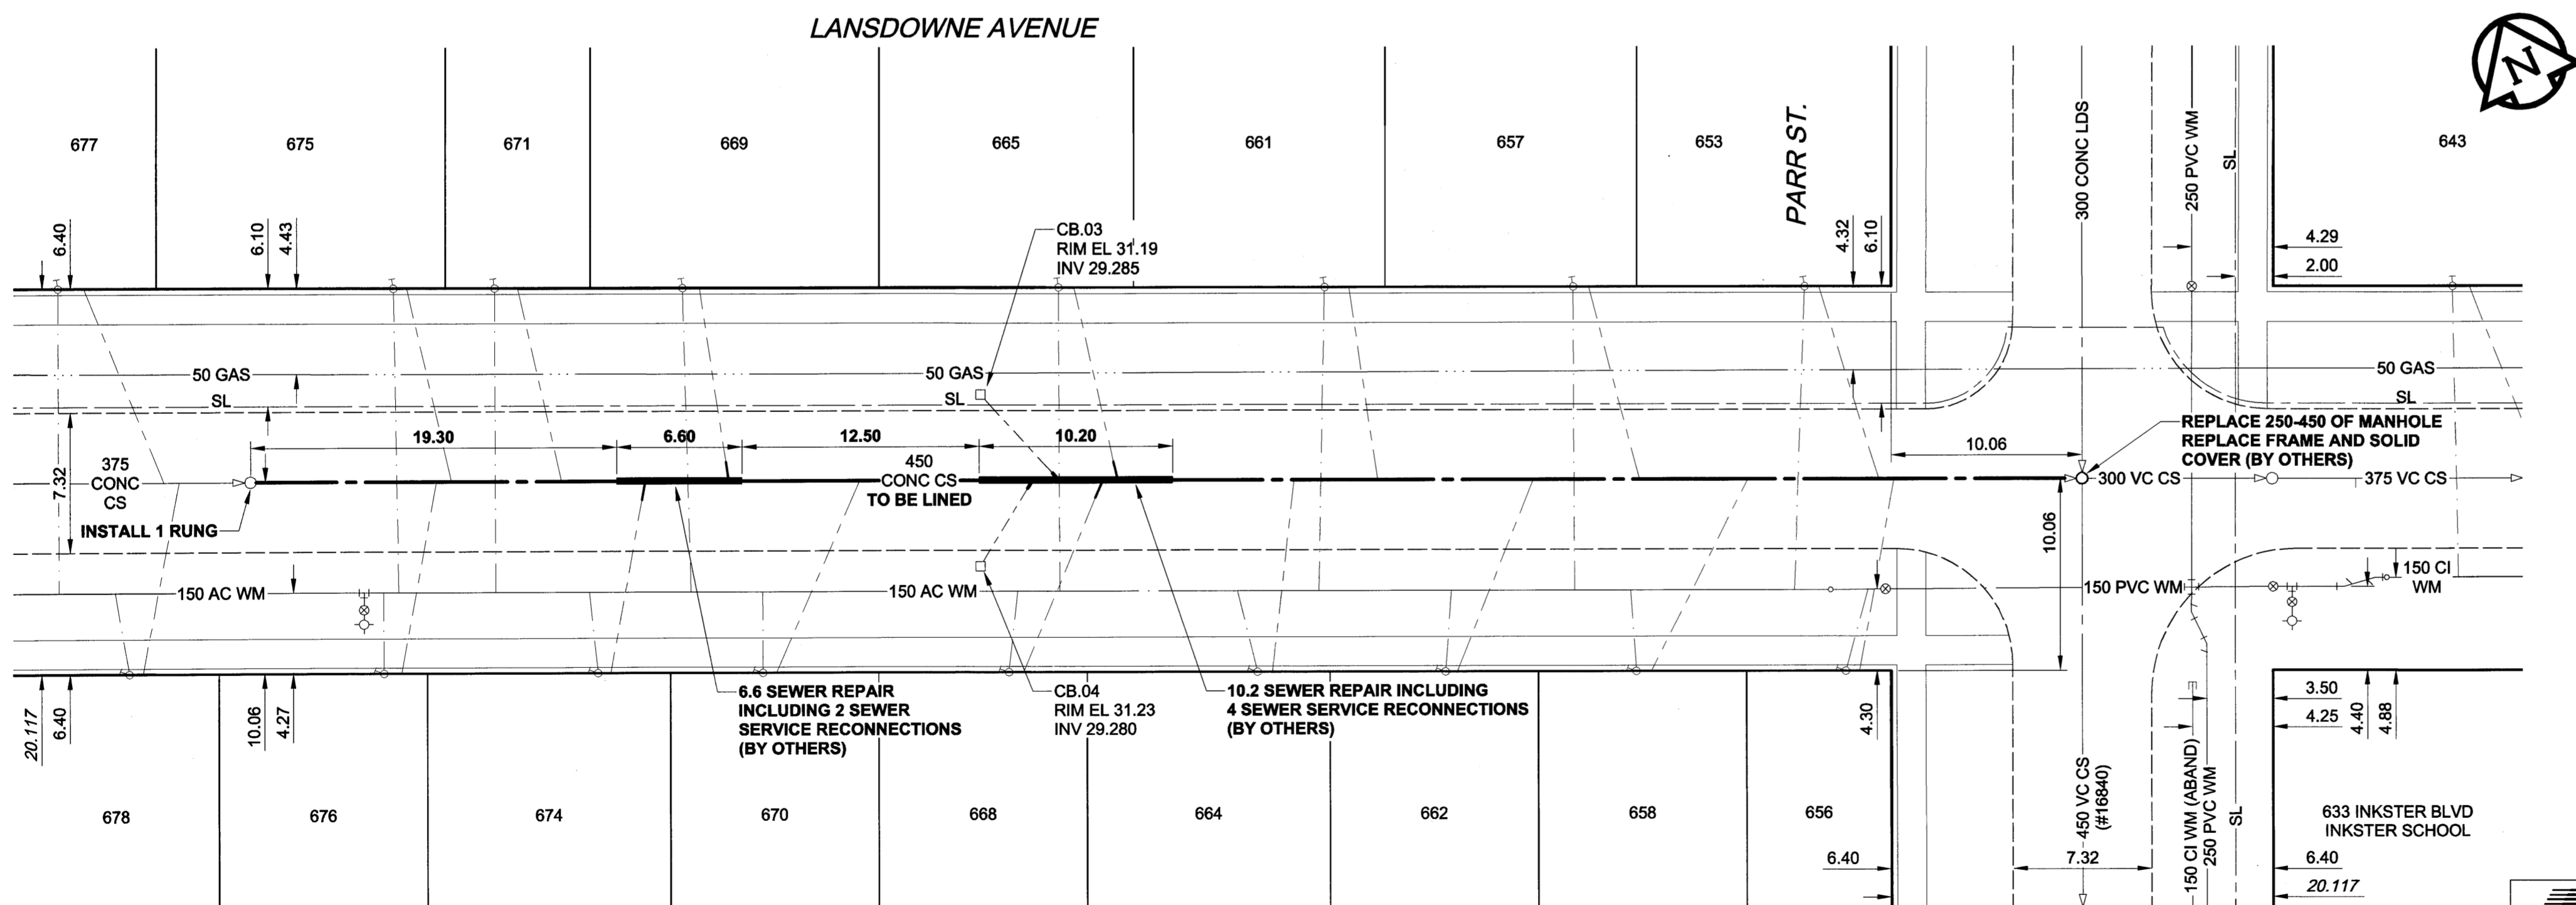 LANSDOWNE AVENUE
N
677
675
671
669
665
661
657
653
643
PARR ST.
300 CONC LDS
250 PVC WM
SL
6.40
6.10
4.43
CB.03
RIM EL 31.19
INV 29.285
4.32
6.10
4.29
2.00
50 GAS
SL
50 GAS
SL
50 GAS
SL
19.30
6.60
12.50
10.20
10.06
REPLACE 250-450 OF MANHOLE
REPLACE FRAME AND SOLID
COVER (BY OTHERS)
375
CONC
CS
7.32
450
CONC CS
TO BE LINED
300 VC CS
375 VC CS
INSTALL 1 RUNG
10.06
150 AC WM
150 AC WM
150 PVC WM
150 CI
WM
20.117
6.40
10.06
4.27
6.6 SEWER REPAIR
INCLUDING 2 SEWER
SERVICE RECONNECTIONS
(BY OTHERS)
CB.04
RIM EL 31.23
INV 29.280
10.2 SEWER REPAIR INCLUDING
4 SEWER SERVICE RECONNECTIONS
(BY OTHERS)
4.30
3.50
4.25
4.40
4.88
678
676
674
670
668
664
662
658
656
450 VC CS
(#16840)
150 CI WM (ABAND)
250 PVC WM
SL
633 INKSTER BLVD
INKSTER SCHOOL
6.40
7.32
6.40
20.117